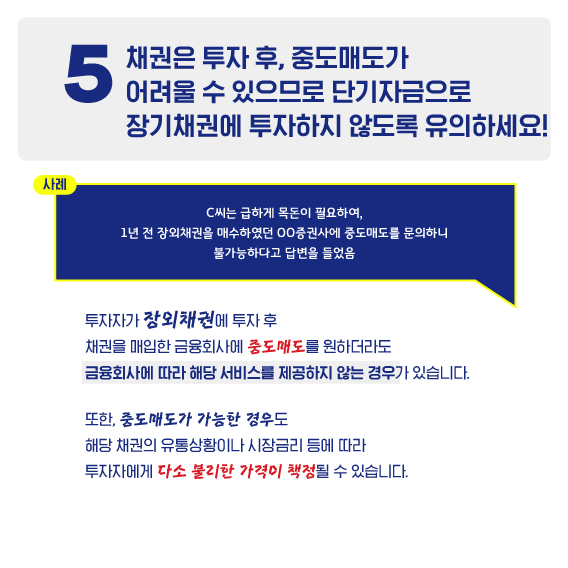 5
채권은 투자 후, 중도매도가
어려울 수 있으므로 단기자금으로
장기채권에 투자하지 않도록 유의하세요!
사례
C씨는 급하게 목돈이 필요하여,
1년 전 장외채권을 매수하였던 OO증권사에 중도매도를 문의하니
불가능하다고 답변을 들었음
투자자가 장외채권에 투자 후
채권을 매입한 금융회사에 중도매도를 원하더라도
금융회사에 따라 해당 서비스를 제공하지 않는 경우가 있습니다.
또한, 중도매도가 가능한 경우도
해당 채권의 유통상황이나 시장금리 등에 따라
투자자에게 다소 불리한 가격이 책정될 수 있습니다.